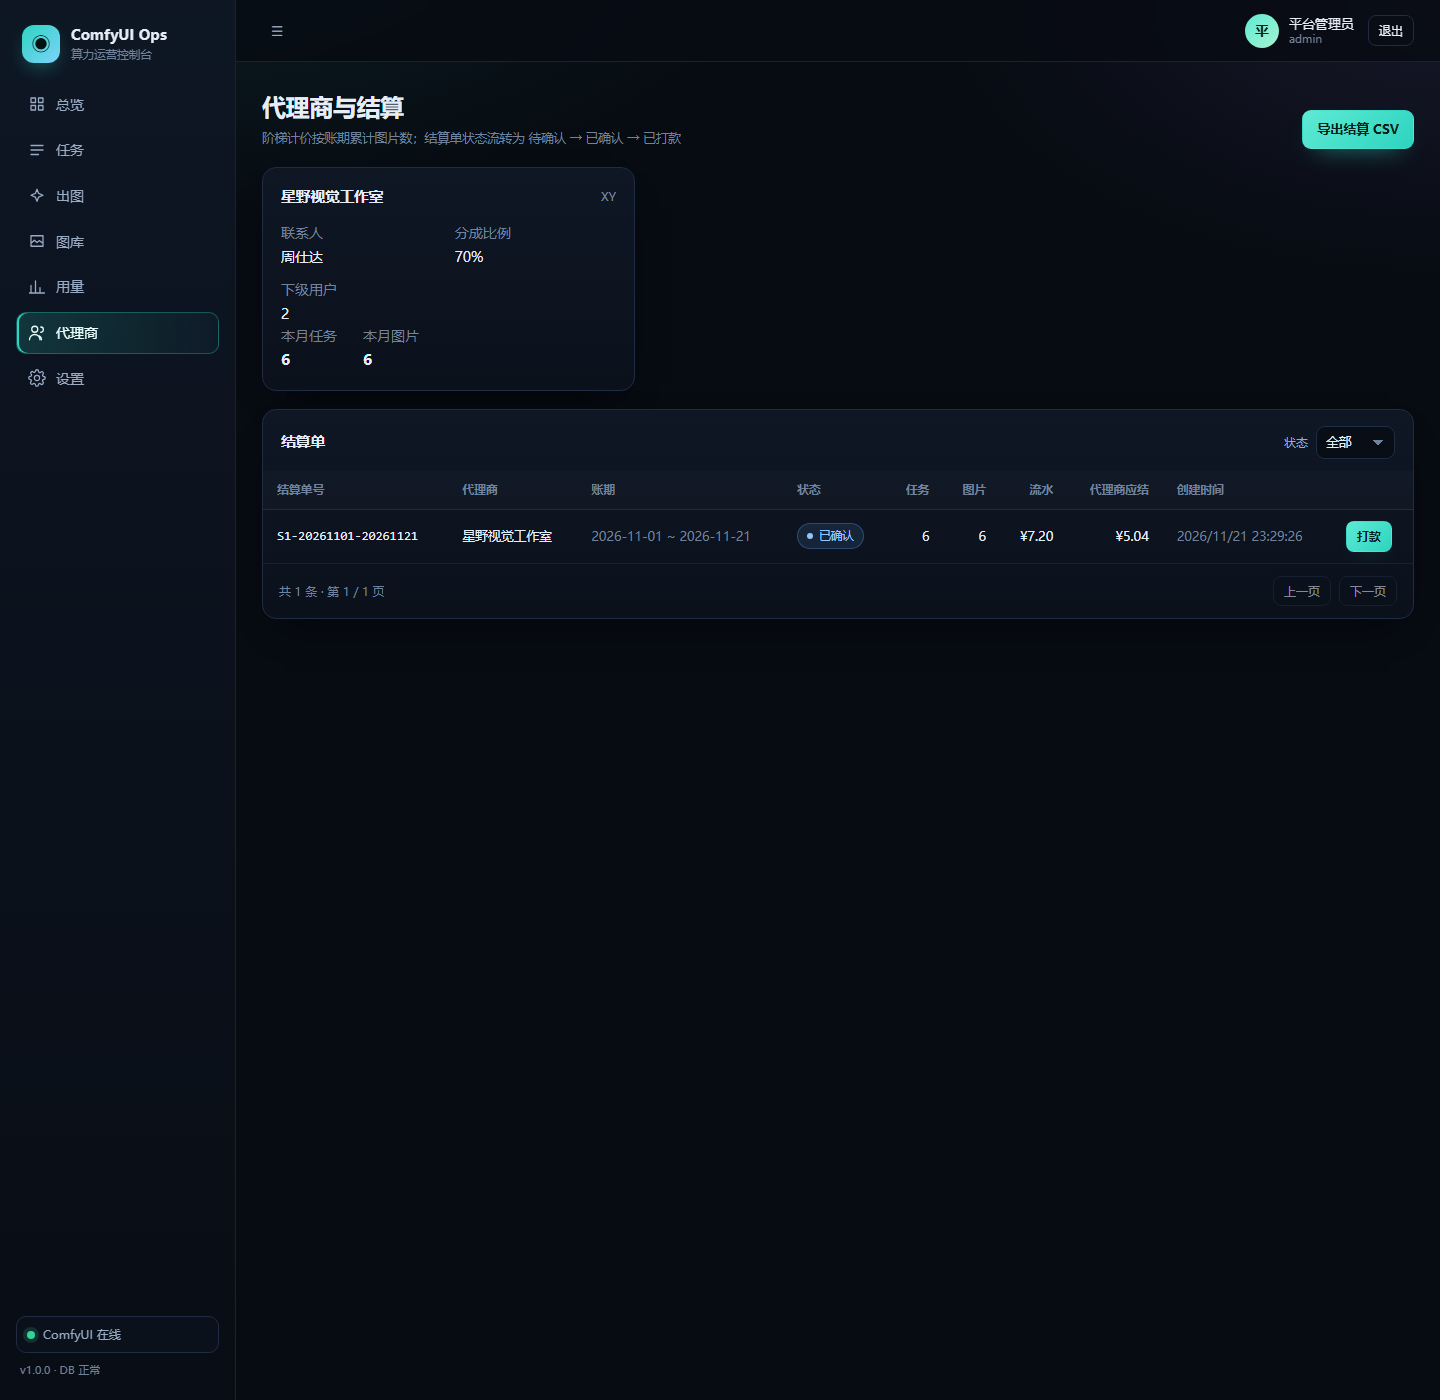 ComfyUI Ops
算力运营控制台
总览
任务
出图
图库
用量
代理商
设置
ComfyUI 在线
v1.0.0 · DB 正常
☰
平
平台管理员
admin
退出
代理商与结算
阶梯计价按账期累计图片数；结算单状态流转为 待确认 → 已确认 → 已打款
导出结算 CSV
星野视觉工作室 XY
联系人 分成比例
周仕达 70%
下级用户
2
本月任务 本月图片
6 6
结算单 状态 全部
结算单号 代理商 账期 状态 任务 图片 流水 代理商应结 创建时间
S1-20261101-20261121 星野视觉工作室 2026-11-01 ~ 2026-11-21 已确认 6 6 ¥7.20 ¥5.04 2026/11/21 23:29:26 打款
共 1 条 · 第 1 / 1 页 上一页 下一页